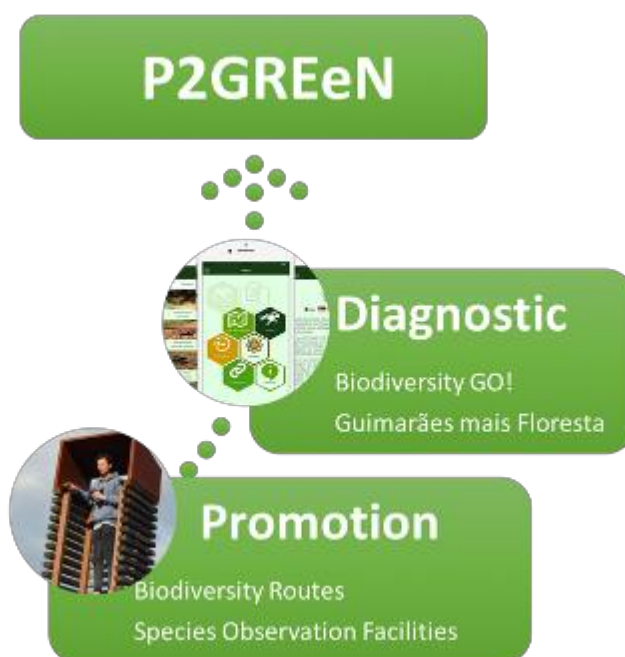 P2GREeN
Diagnostic
Biodiversity GO!
Guimarães mais Floresta
Promotion
Biodiversity Routes
Species Observation Facilities